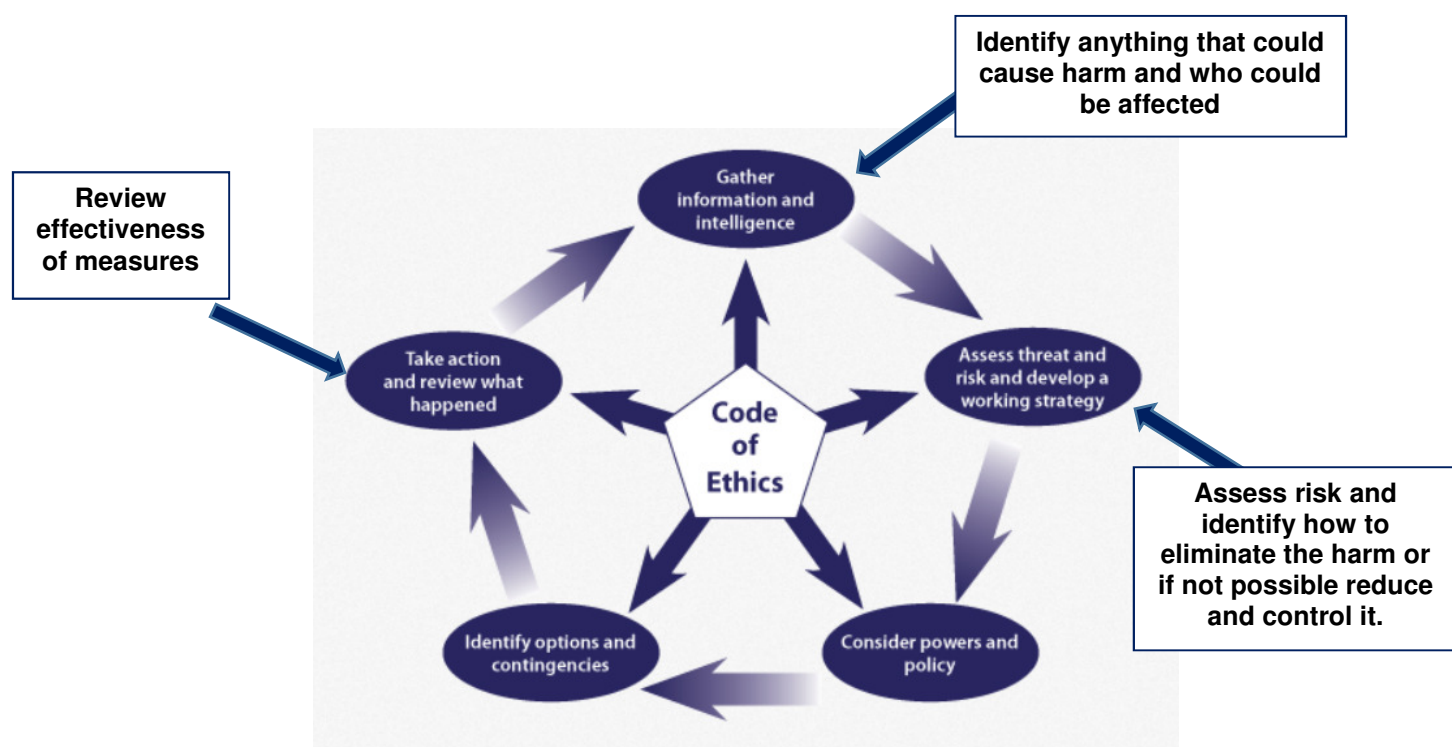 Identify anything that could
cause harm and who could
be affected
Review
effectiveness
of measures
Gather
information and
intelligence
Take action
and review what
happened
Assess threat and
risk and develop a
working strategy
Code
of
Ethics
Assess risk and
identify how to
eliminate the harm or
if not possible reduce
and control it.
Identify options and
contingencies
Consider powers and
policy